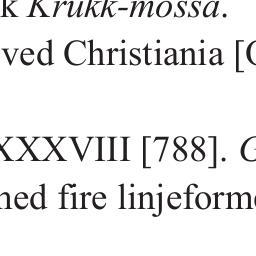 k Krukk-mossa.
ved Christiania [
XXXVIII [788]. G
ned fire linjeforme